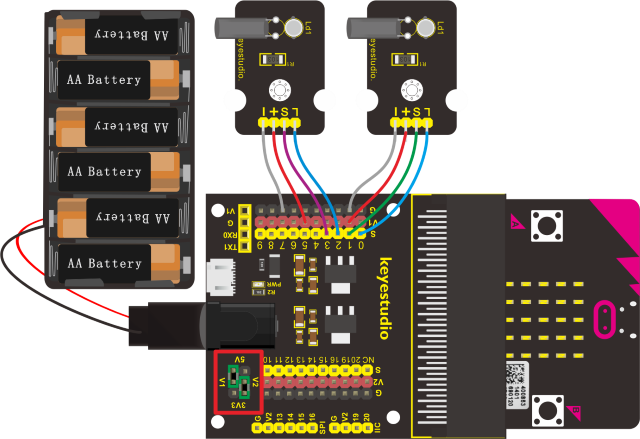 AA Battery
AA Battery
AA Battery
AA Battery
AA Battery
AA Battery
Ld1
R1
eyestudio.
I + S L
Ld1
R1
eyestudio.
I + S L
V1
G
RX0
TX1
G
V1
S
9 8 7 6 5 4 3 2 1 0
PWR
R2
keyestudio
5V
V1
V2
3V3
10 11 12 13 14 15 16 19 20 NC
S
V2
G
G V2 13 14 15 16 SPI
G V2 19 20 IIC
A
B